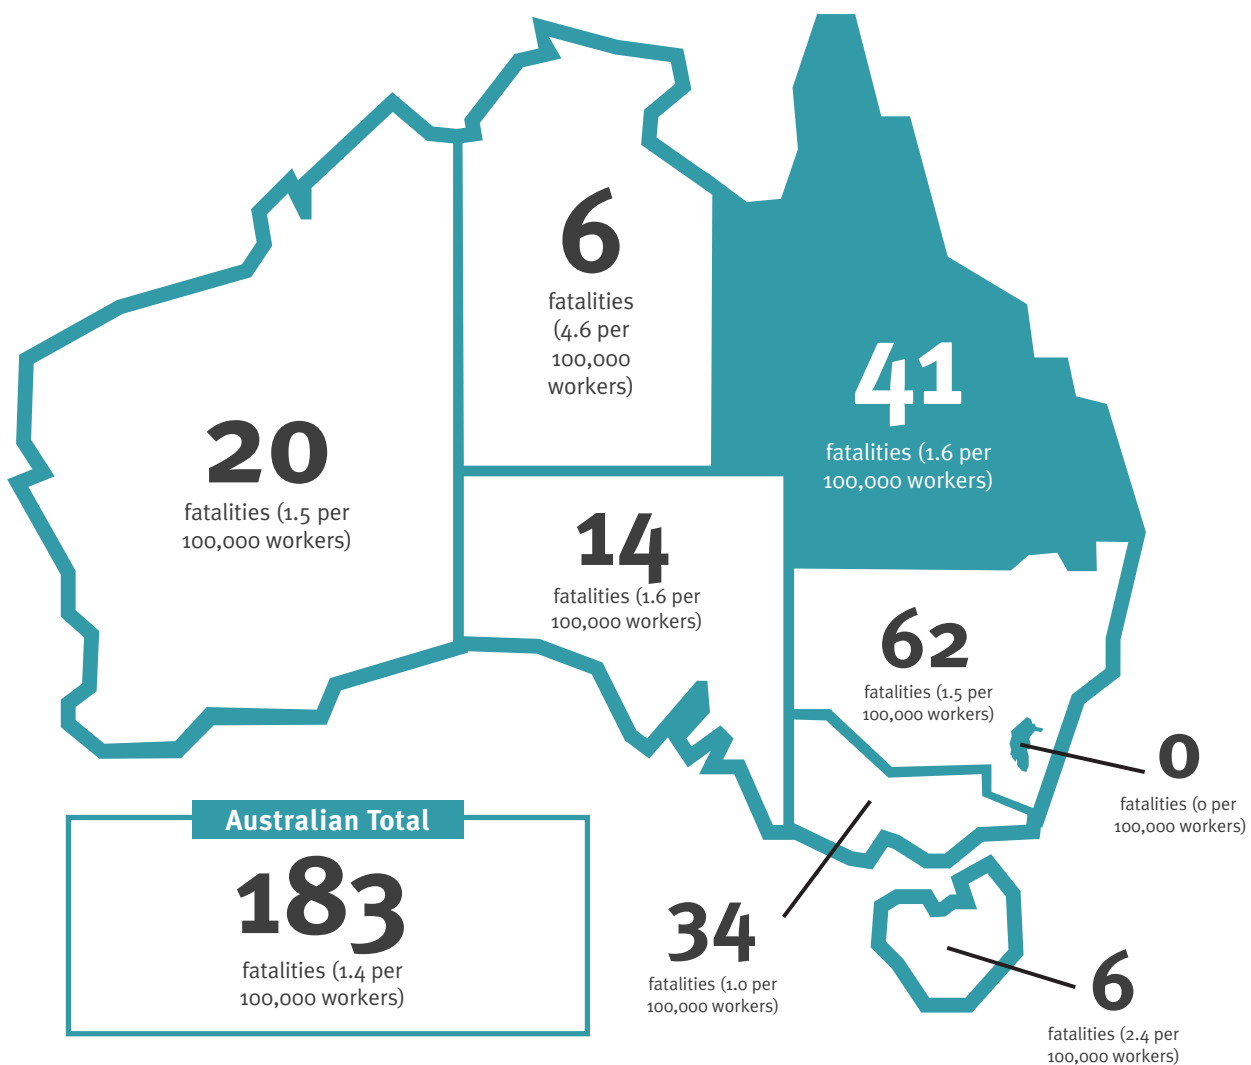 6
fatalities
(4.6 per
100,000
workers)
41
fatalities (1.6 per
100,000 workers)
20
fatalities (1.5 per
100,000 workers)
14
fatalities (1.6 per
100,000 workers)
62
fatalities (1.5 per
100,000 workers)
0
fatalities (0 per
100,000 workers)
Australian Total
183
fatalities (1.4 per
100,000 workers)
34
fatalities (1.0 per
100,000 workers)
6
fatalities (2.4 per
100,000 workers)